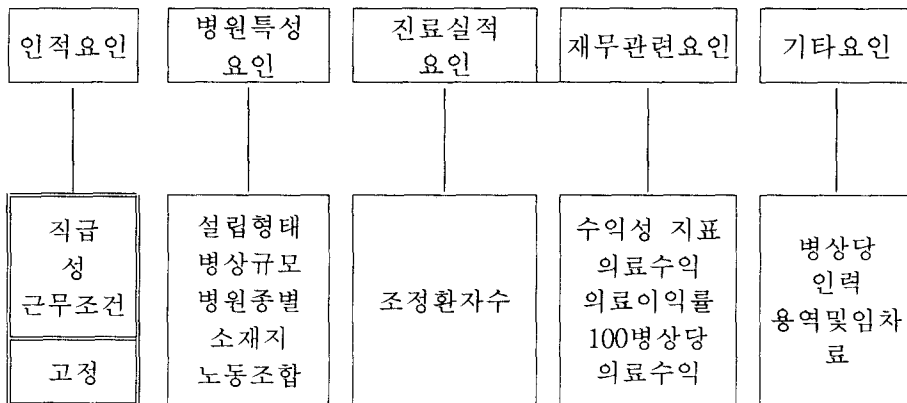 인적요인
병원특성
요인
진료실적
요인
재무관련요인
기타요인
직급
성
근무조건
고정
설립형태
병상규모
병원종별
소재지
노동조합
조정환자수
수익성 지표
의료수익
의료이익률
100병상당
의료수익
병상당
인력
용역및임차
료